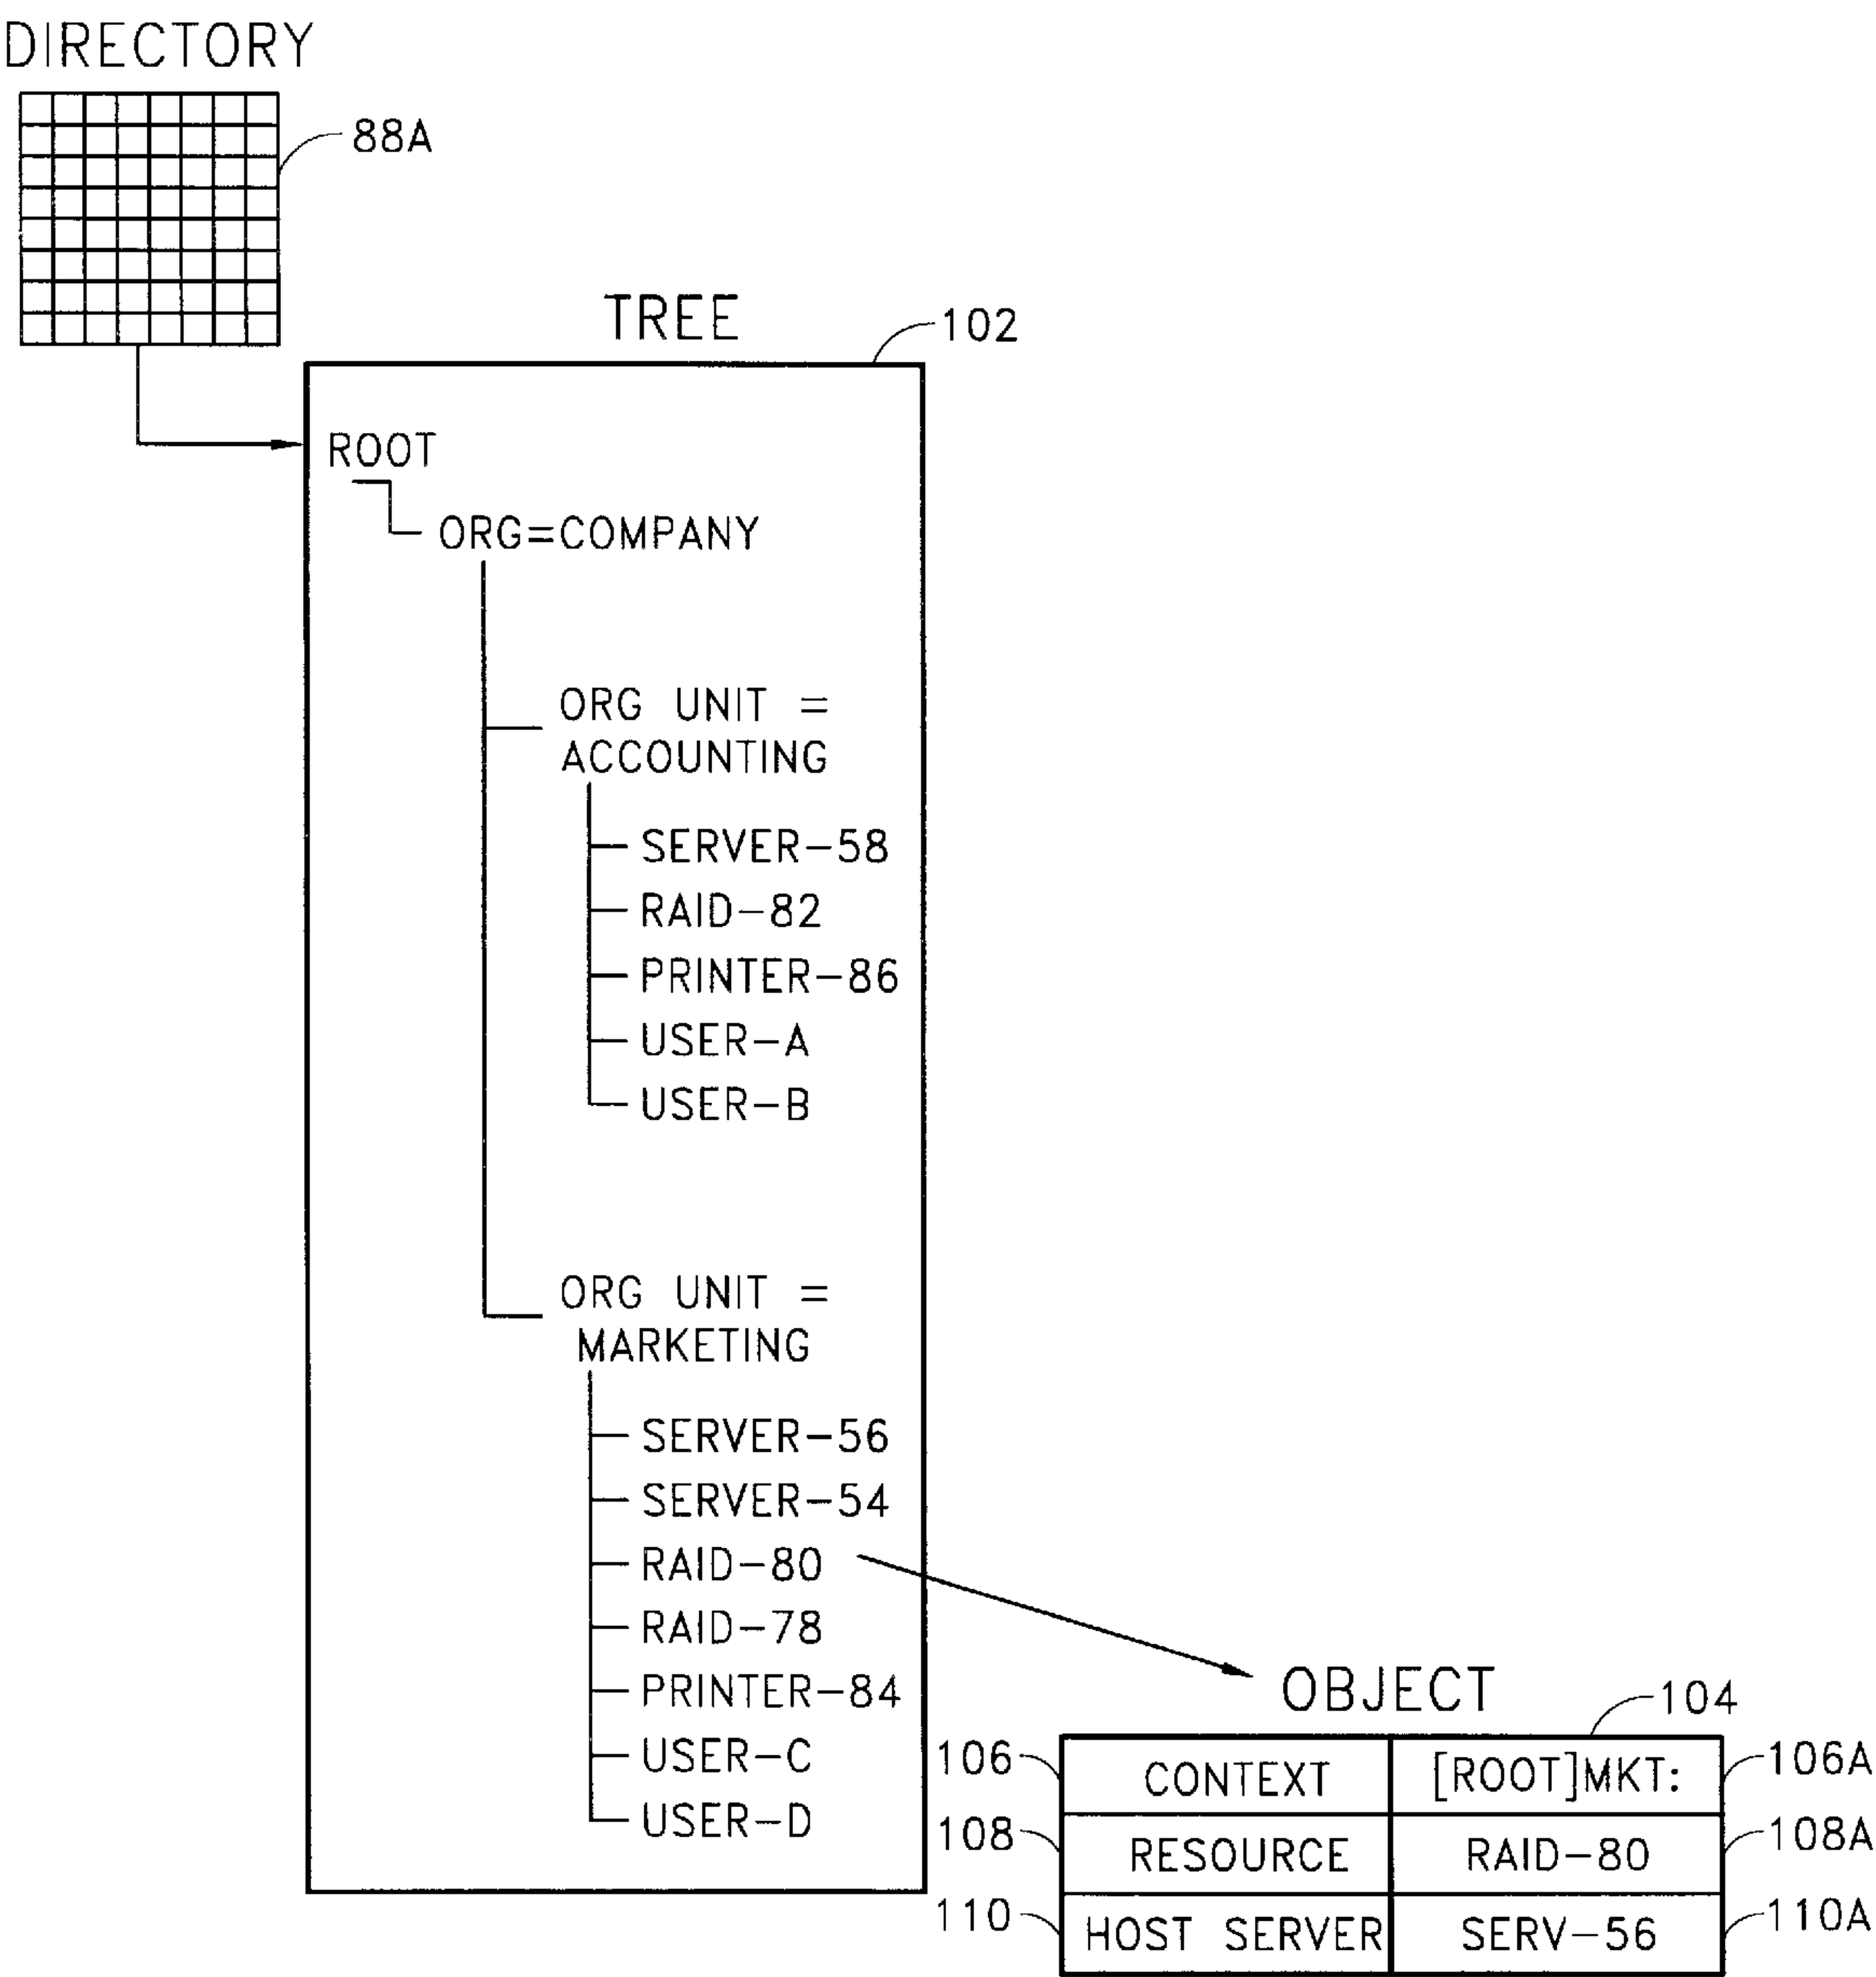 DIRECTORY
88A
TREE
102
ROOT
ORG=COMPANY
ORG UNIT =
ACCOUNTING
SERVER-58
RAID-82
PRINTER-86
USER-A
USER-B
ORG UNIT =
MARKETING
SERVER-56
SERVER-54
RAID-80
RAID-78
PRINTER-84
USER-C
USER-D
OBJECT
104
106 CONTEXT [ROOT]MKT: 106A
108 RESOURCE RAID-80 108A
110 HOST SERVER SERV-56 110A